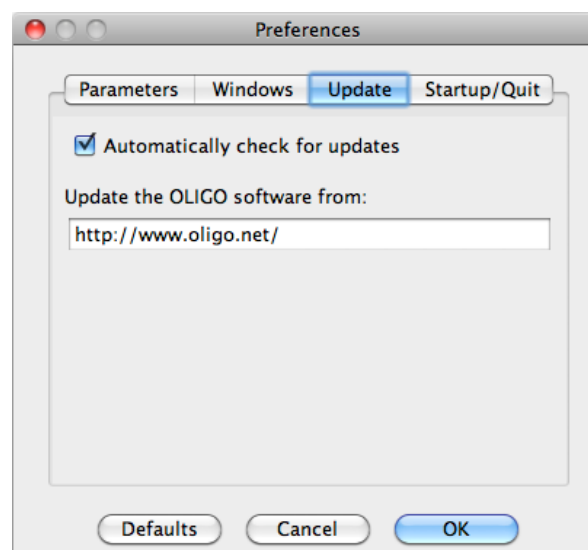 Preferences
Parameters Windows Update Startup/Quit
Automatically check for updates
Update the OLIGO software from:
http://www.oligo.net/
Defaults Cancel OK